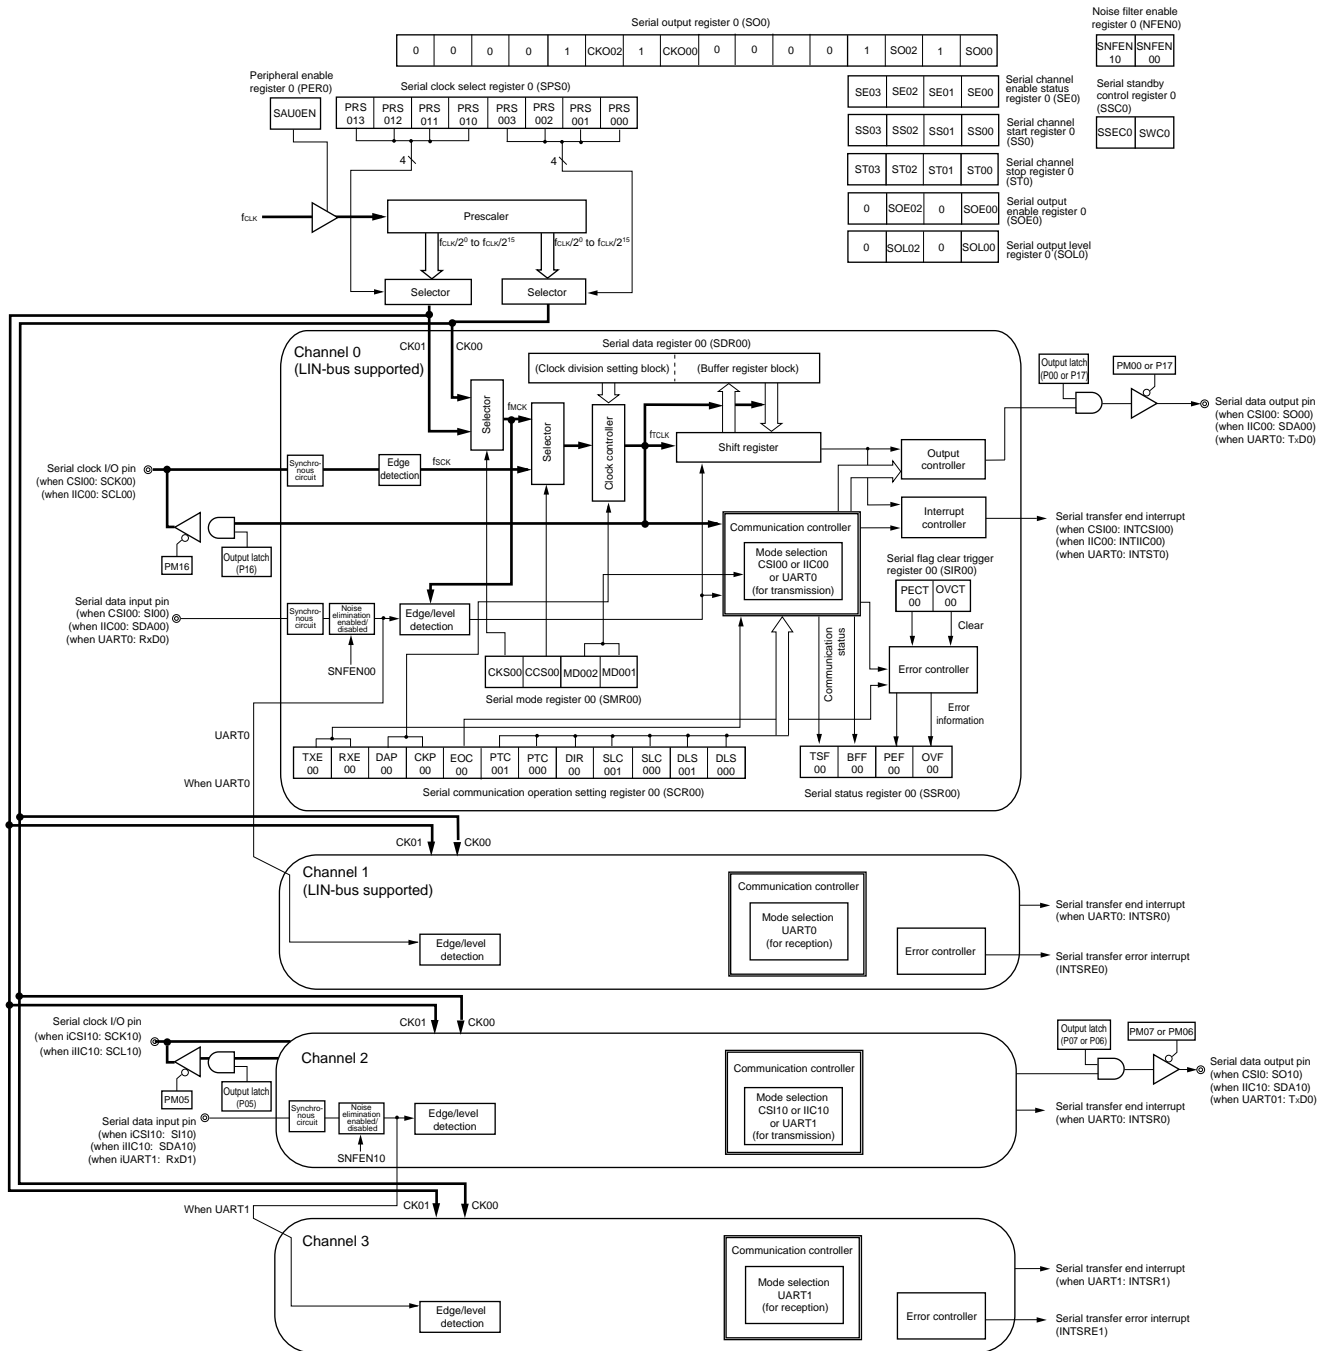 Serial output register 0 (SO0)
0 0 0 0 1 CKO02 1 CKO00 0 0 0 0 1 SO02 1 SO00
Noise filter enable
register 0 (NFEN0)
SNFEN
10
SNFEN
00
Peripheral enable
register 0 (PER0)
SAU0EN
Serial clock select register 0 (SPS0)
PRS
013
PRS
012
PRS
011
PRS
010
PRS
003
PRS
002
PRS
001
PRS
000
4
4
SE03 SE02 SE01 SE00
Serial channel
enable status
register 0 (SE0)
Serial standby
control register 0
(SSC0)
SSEC0 SWC0
SS03 SS02 SS01 SS00
Serial channel
start register 0
(SS0)
ST03 ST02 ST01 ST00
Serial channel
stop register 0
(ST0)
0 SOE02 0 SOE00
Serial output
enable register 0
(SOE0)
0 SOL02 0 SOL00
Serial output level
register 0 (SOL0)
fCLK
Prescaler
fCLK/2⁰ to fCLK/2¹⁵
fCLK/2⁰ to fCLK/2¹⁵
Selector
Selector
Channel 0
(LIN-bus supported)
CK01
CK00
Serial data register 00 (SDR00)
(Clock division setting block)
(Buffer register block)
Selector
fMCK
Selector
Clock controller
fTCLK
Shift register
Output latch
(P00 or P17)
PM00 or P17
Serial data output pin
(when CSI00: SO00)
(when IIC00: SDA00)
(when UART0: TxD0)
Output
controller
Serial clock I/O pin
(when CSI00: SCK00)
(when IIC00: SCL00)
Synchro-
nous
circuit
Edge
detection
fSCK
Interrupt
controller
Serial transfer end interrupt
(when CSI00: INTCSI00)
(when IIC00: INTIIC00)
(when UART0: INTST0)
PM16
Output latch
(P16)
Communication controller
Mode selection
CSI00 or IIC00
or UART0
(for transmission)
Serial flag clear trigger
register 00 (SIR00)
PECT
00
OVCT
00
Clear
Serial data input pin
(when CSI00: SI00)
(when IIC00: SDA00)
(when UART0: RxD0)
Synchro-
nous
circuit
Noise
elimination
enabled/
disabled
Edge/level
detection
SNFEN00
CKS00 CCS00 MD002 MD001
Serial mode register 00 (SMR00)
Communication
status
Error controller
Error
information
UART0
When UART0
TXE
00
RXE
00
DAP
00
CKP
00
EOC
00
PTC
001
PTC
000
DIR
00
SLC
001
SLC
000
DLS
001
DLS
000
Serial communication operation setting register 00 (SCR00)
TSF
00
BFF
00
PEF
00
OVF
00
Serial status register 00 (SSR00)
CK01
CK00
Channel 1
(LIN-bus supported)
Communication controller
Mode selection
UART0
(for reception)
Edge/level
detection
Error controller
Serial transfer end interrupt
(when UART0: INTSR0)
Serial transfer error interrupt
(INTSRE0)
CK01
CK00
Serial clock I/O pin
(when iCSI10: SCK10)
(when iIIC10: SCL10)
PM05
Output latch
(P05)
Channel 2
Communication controller
Mode selection
CSI10 or IIC10
or UART1
(for transmission)
Output latch
(P07 or P06)
PM07 or PM06
Serial data output pin
(when CSI0: SO10)
(when IIC10: SDA10)
(when UART01: TxD0)
Serial transfer end interrupt
(when UART0: INTSR0)
Serial data input pin
(when iCSI10: SI10)
(when iIIC10: SDA10)
(when iUART1: RxD1)
Synchro-
nous
circuit
Noise
elimination
enabled/
disabled
Edge/level
detection
SNFEN10
When UART1
CK01
CK00
Channel 3
Communication controller
Mode selection
UART1
(for reception)
Edge/level
detection
Error controller
Serial transfer end interrupt
(when UART1: INTSR1)
Serial transfer error interrupt
(INTSRE1)